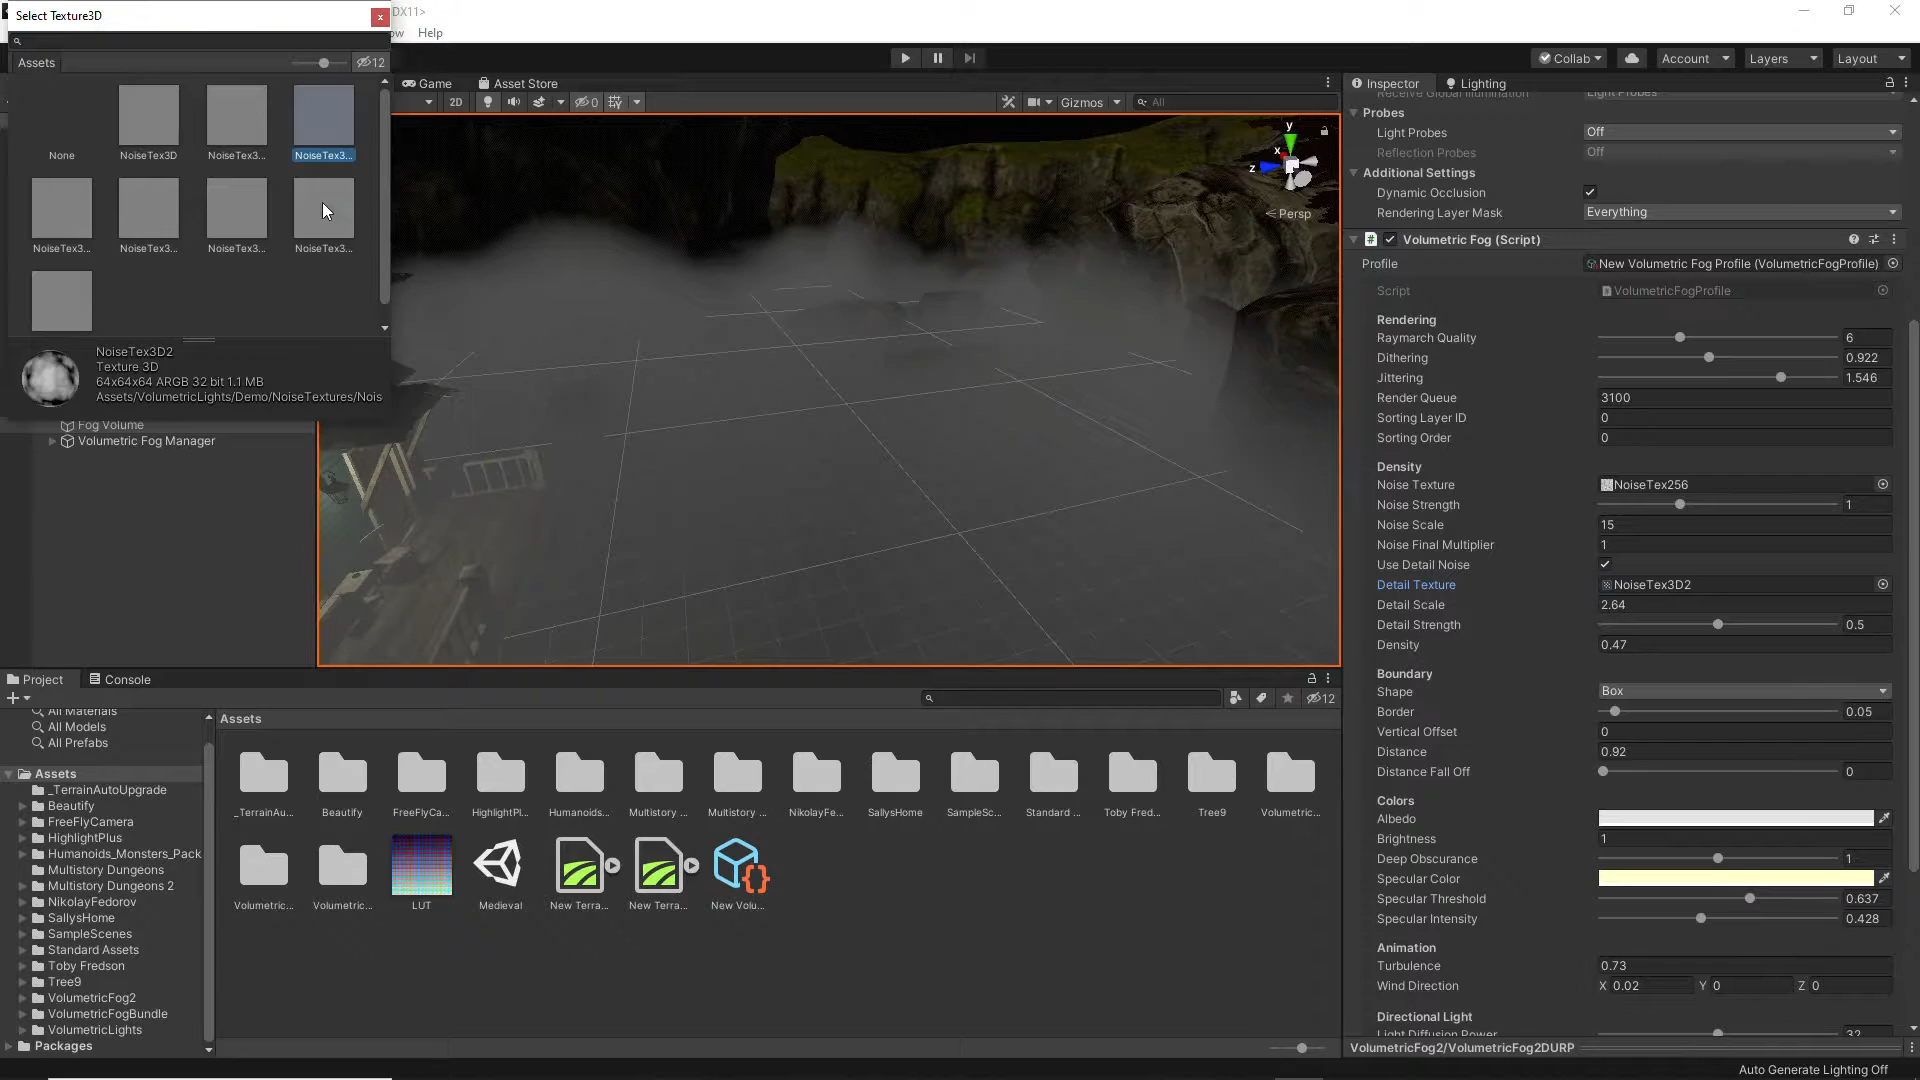 Select Texture3D
x
DX11>
ow Help
Assets
12
None
NoiseTex3D
NoiseTex3...
NoiseTex3...
NoiseTex3...
NoiseTex3...
NoiseTex3...
NoiseTex3...
NoiseTex3D2
Texture 3D
64x64x64 ARGB 32 bit 1.1 MB
Assets/VolumetricLights/Demo/NoiseTextures/Nois
Fog Volume
Volumetric Fog Manager
Collab
Account
Layers
Layout
Game
Asset Store
2D
0
Gizmos
All
y
x
z
Persp
Inspector
Lighting
Receive Global Illumination Light Probes
Probes
Light Probes Off
Reflection Probes Off
Additional Settings
Dynamic Occlusion
Rendering Layer Mask Everything
# Volumetric Fog (Script)
Profile New Volumetric Fog Profile (VolumetricFogProfile)
Script VolumetricFogProfile
Rendering
Raymarch Quality 6
Dithering 0.922
Jittering 1.546
Render Queue 3100
Sorting Layer ID 0
Sorting Order 0
Density
Noise Texture NoiseTex256
Noise Strength 1
Noise Scale 15
Noise Final Multiplier 1
Use Detail Noise
Detail Texture NoiseTex3D2
Detail Scale 2.64
Detail Strength 0.5
Density 0.47
Boundary
Shape Box
Border 0.05
Vertical Offset 0
Distance 0.92
Distance Fall Off 0
Colors
Albedo
Brightness 1
Deep Obscurance 1
Specular Color
Specular Threshold 0.637
Specular Intensity 0.428
Animation
Turbulence 0.73
Wind Direction X 0.02 Y 0 Z 0
Directional Light
Light Diffusion Power 32
VolumetricFog2/VolumetricFog2DURP
Auto Generate Lighting Off
Project
Console
12
All Materials
All Models
All Prefabs
Assets
_TerrainAutoUpgrade
Beautify
FreeFlyCamera
HighlightPlus
Humanoids_Monsters_Pack
Multistory Dungeons
Multistory Dungeons 2
NikolayFedorov
SallysHome
SampleScenes
Standard Assets
Toby Fredson
Tree9
VolumetricFog2
VolumetricFogBundle
VolumetricLights
Packages
Assets
_TerrainAu...
Beautify
FreeFlyCa...
HighlightPl...
Humanoids...
Multistory ...
Multistory ...
NikolayFe...
SallysHome
SampleSc...
Standard ...
Toby Fred...
Tree9
Volumetric...
Volumetric...
Volumetric...
LUT
Medieval
New Terra...
New Terra...
New Volu...